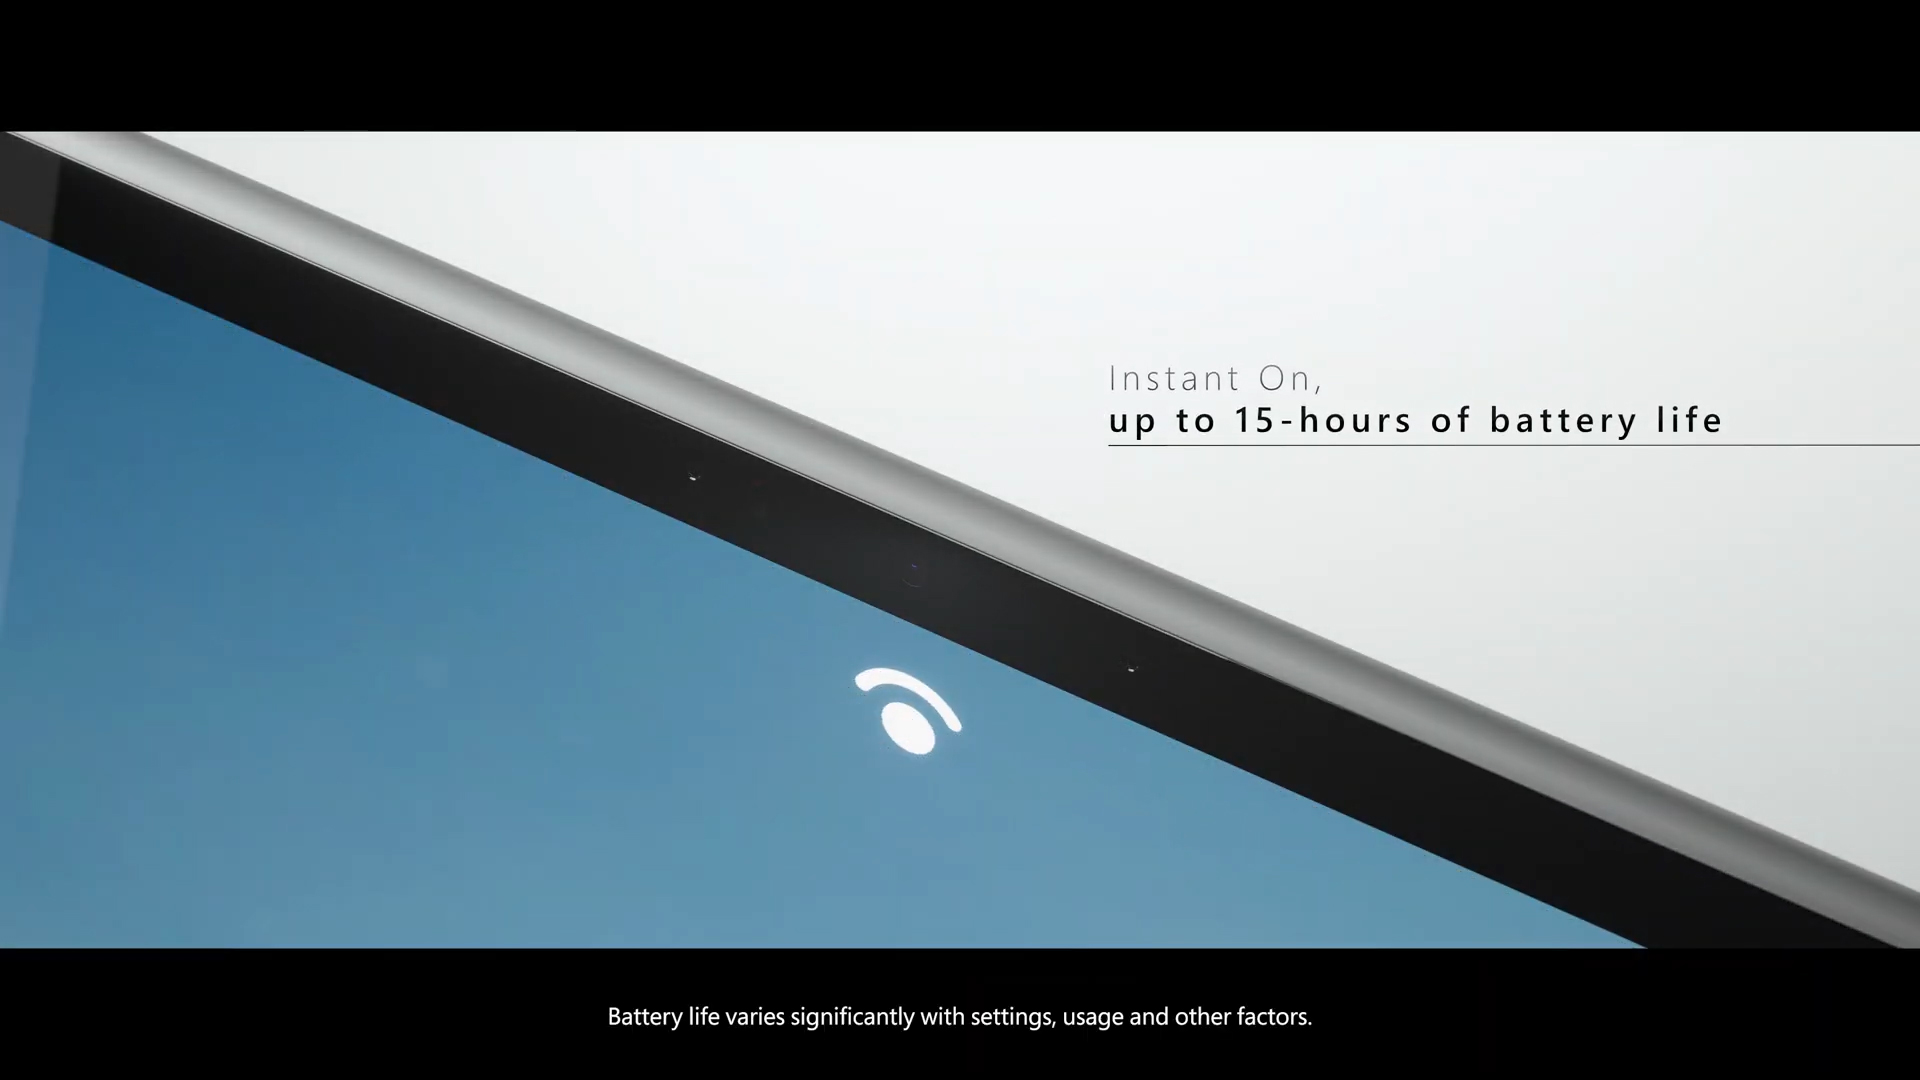 Instant On,
up to 15-hours of battery life
Battery life varies significantly with settings, usage and other factors.